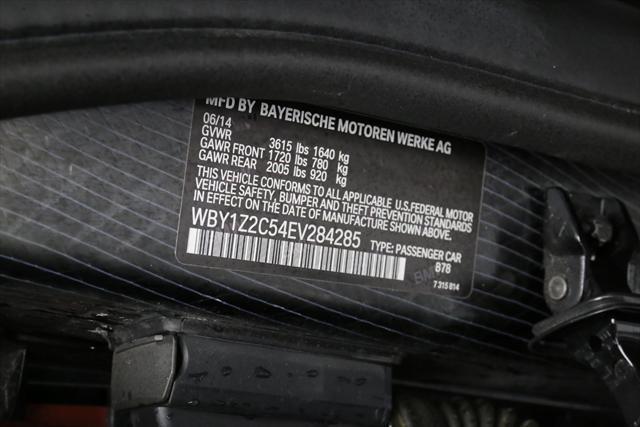 MFD BY BAYERISCHE MOTOREN WERKE AG
06/14
GVWR 3615 lbs 1640 kg
GAWR FRONT 1720 lbs 780 kg
GAWR REAR 2005 lbs 920 kg
THIS VEHICLE CONFORMS TO ALL APPLICABLE U.S.FEDERAL MOTOR
VEHICLE SAFETY, BUMPER AND THEFT PREVENTION STANDARDS
IN EFFECT ON THE DATE OF MANUFACTURE SHOWN ABOVE.
WBY1Z2C54EV284285 TYPE: PASSENGER CAR
B78
BMW
7 315 814